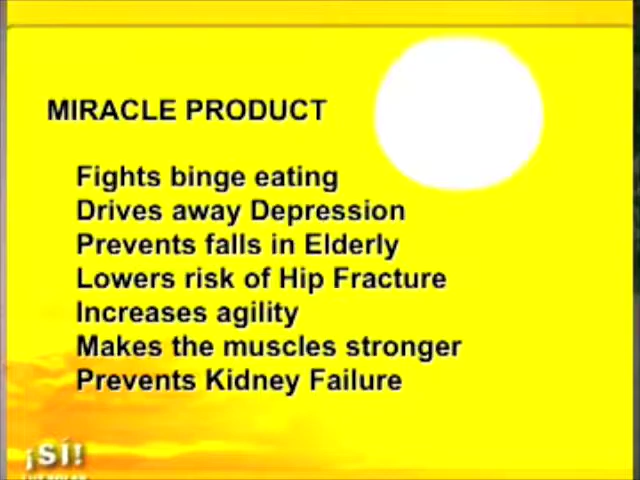 MIRACLE PRODUCT
Fights binge eating
Drives away Depression
Prevents falls in Elderly
Lowers risk of Hip Fracture
Increases agility
Makes the muscles stronger
Prevents Kidney Failure
¡SÍ!